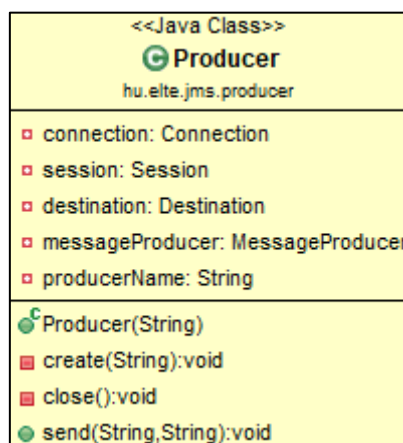 <<Java Class>>
C Producer
hu.elte.jms.producer
connection: Connection
session: Session
destination: Destination
messageProducer: MessageProducer
producerName: String
C Producer(String)
create(String):void
close():void
send(String,String):void